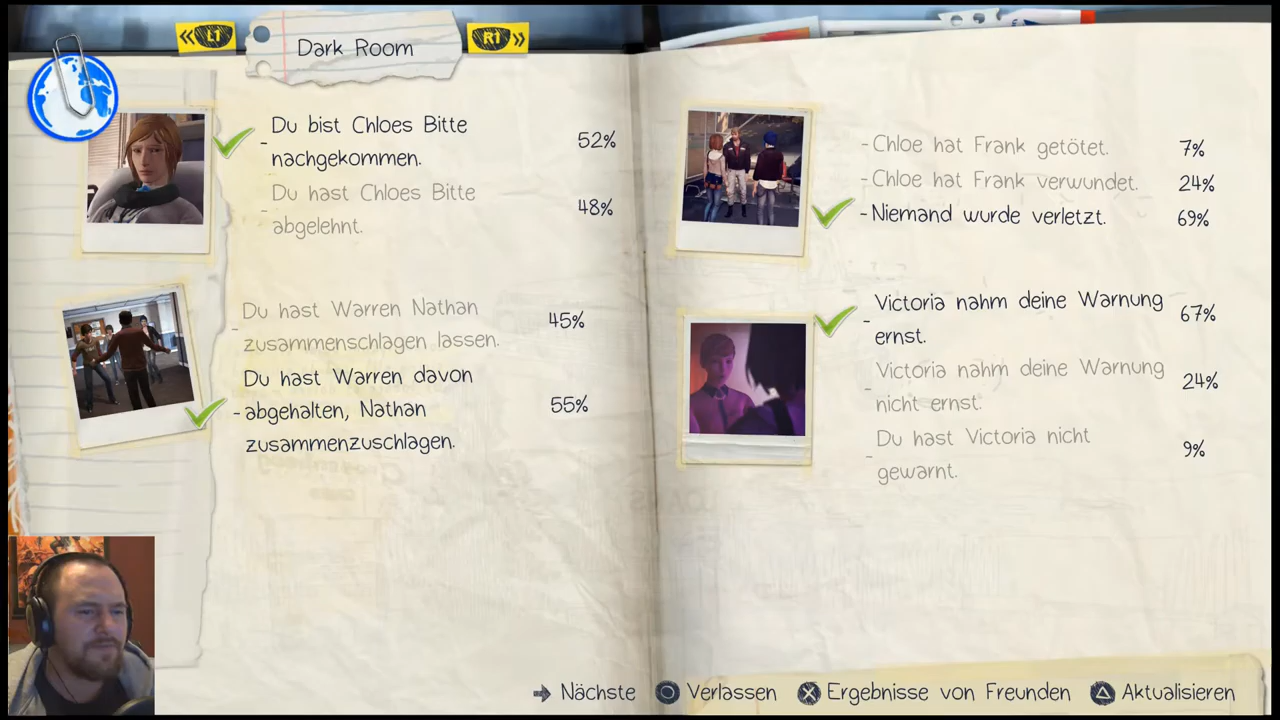 L1
Dark Room
R1
Du bist Chloes Bitte
- nachgekommen.
52%
Du hast Chloes Bitte
- abgelehnt.
48%
Du hast Warren Nathan
- zusammenschlagen lassen.
45%
Du hast Warren davon
- abgehalten, Nathan
zusammenzuschlagen.
55%
- Chloe hat Frank getötet. 7%
- Chloe hat Frank verwundet. 24%
- Niemand wurde verletzt. 69%
Victoria nahm deine Warnung
- ernst.
67%
Victoria nahm deine Warnung
- nicht ernst.
24%
Du hast Victoria nicht
- gewarnt.
9%
Nächste Verlassen Ergebnisse von Freunden Aktualisieren